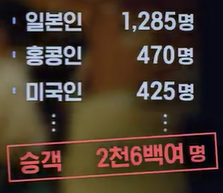 일본인 1,285명
홍콩인 470명
미국인 425명
⋮ ⋮
승객 2천6백여 명